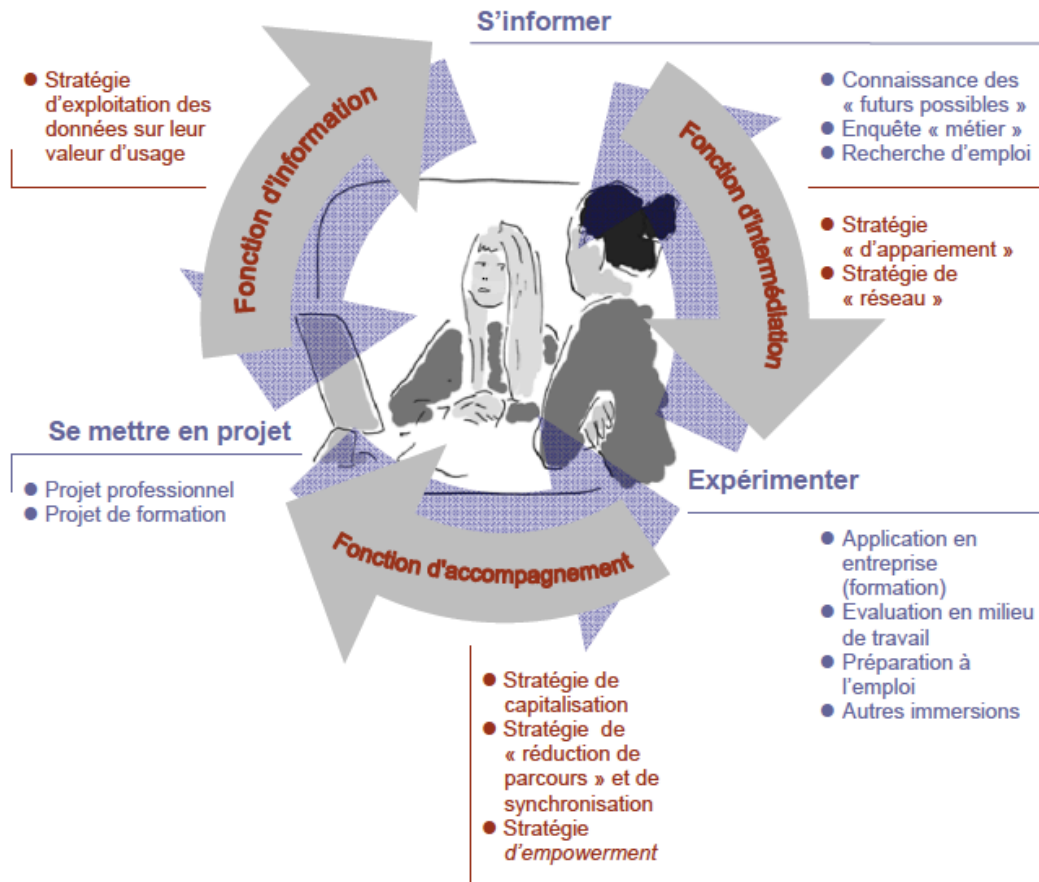 S’informer
● Stratégie
d’exploitation des
données sur leur
valeur d’usage
Fonction d'information
Fonction d'intermédiation
● Connaissance des
« futurs possibles »
● Enquête « métier »
● Recherche d’emploi
● Stratégie
« d’appariement »
● Stratégie de
« réseau »
Se mettre en projet
● Projet professionnel
● Projet de formation
Fonction d'accompagnement
Expérimenter
● Application en
entreprise
(formation)
● Evaluation en milieu
de travail
● Préparation à
l’emploi
● Autres immersions
● Stratégie de
capitalisation
● Stratégie de
« réduction de
parcours » et de
synchronisation
● Stratégie
d’empowerment